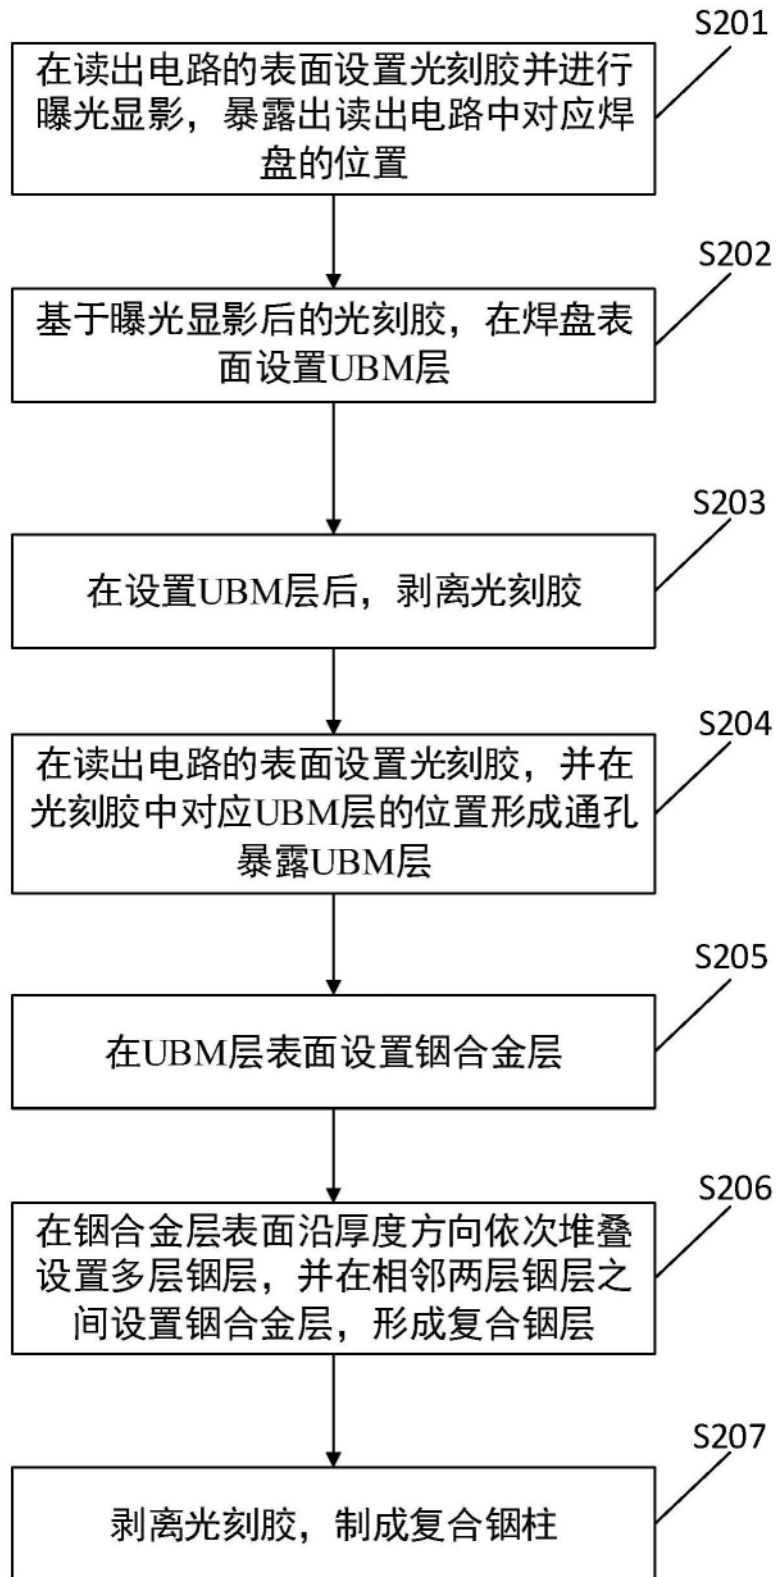 S201
在读出电路的表面设置光刻胶并进行
曝光显影，暴露出读出电路中对应焊
盘的位置
S202
基于曝光显影后的光刻胶，在焊盘表
面设置UBM层
S203
在设置UBM层后，剥离光刻胶
S204
在读出电路的表面设置光刻胶，并在
光刻胶中对应UBM层的位置形成通孔
暴露UBM层
S205
在UBM层表面设置铟合金层
S206
在铟合金层表面沿厚度方向依次堆叠
设置多层铟层，并在相邻两层铟层之
间设置铟合金层，形成复合铟层
S207
剥离光刻胶，制成复合铟柱